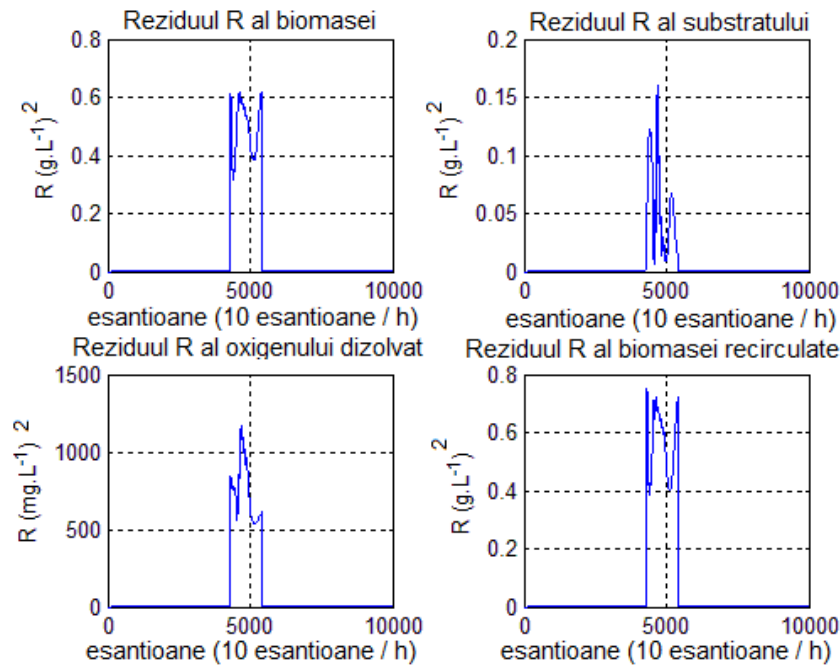 Reziduul R al biomasei
0.8
0.6
0.4
0.2
0
R (g.L-¹) 2
0 5000 10000
esantioane (10 esantioane / h)
Reziduul R al substratului
0.2
0.15
0.1
0.05
0
R (g.L-¹) 2
0 5000 10000
esantioane (10 esantioane / h)
Reziduul R al oxigenului dizolvat
1500
1000
500
0
R (mg.L-¹) 2
0 5000 10000
esantioane (10 esantioane / h)
Reziduul R al biomasei recirculate
0.8
0.6
0.4
0.2
0
R (g.L-¹) 2
0 5000 10000
esantioane (10 esantioane / h)